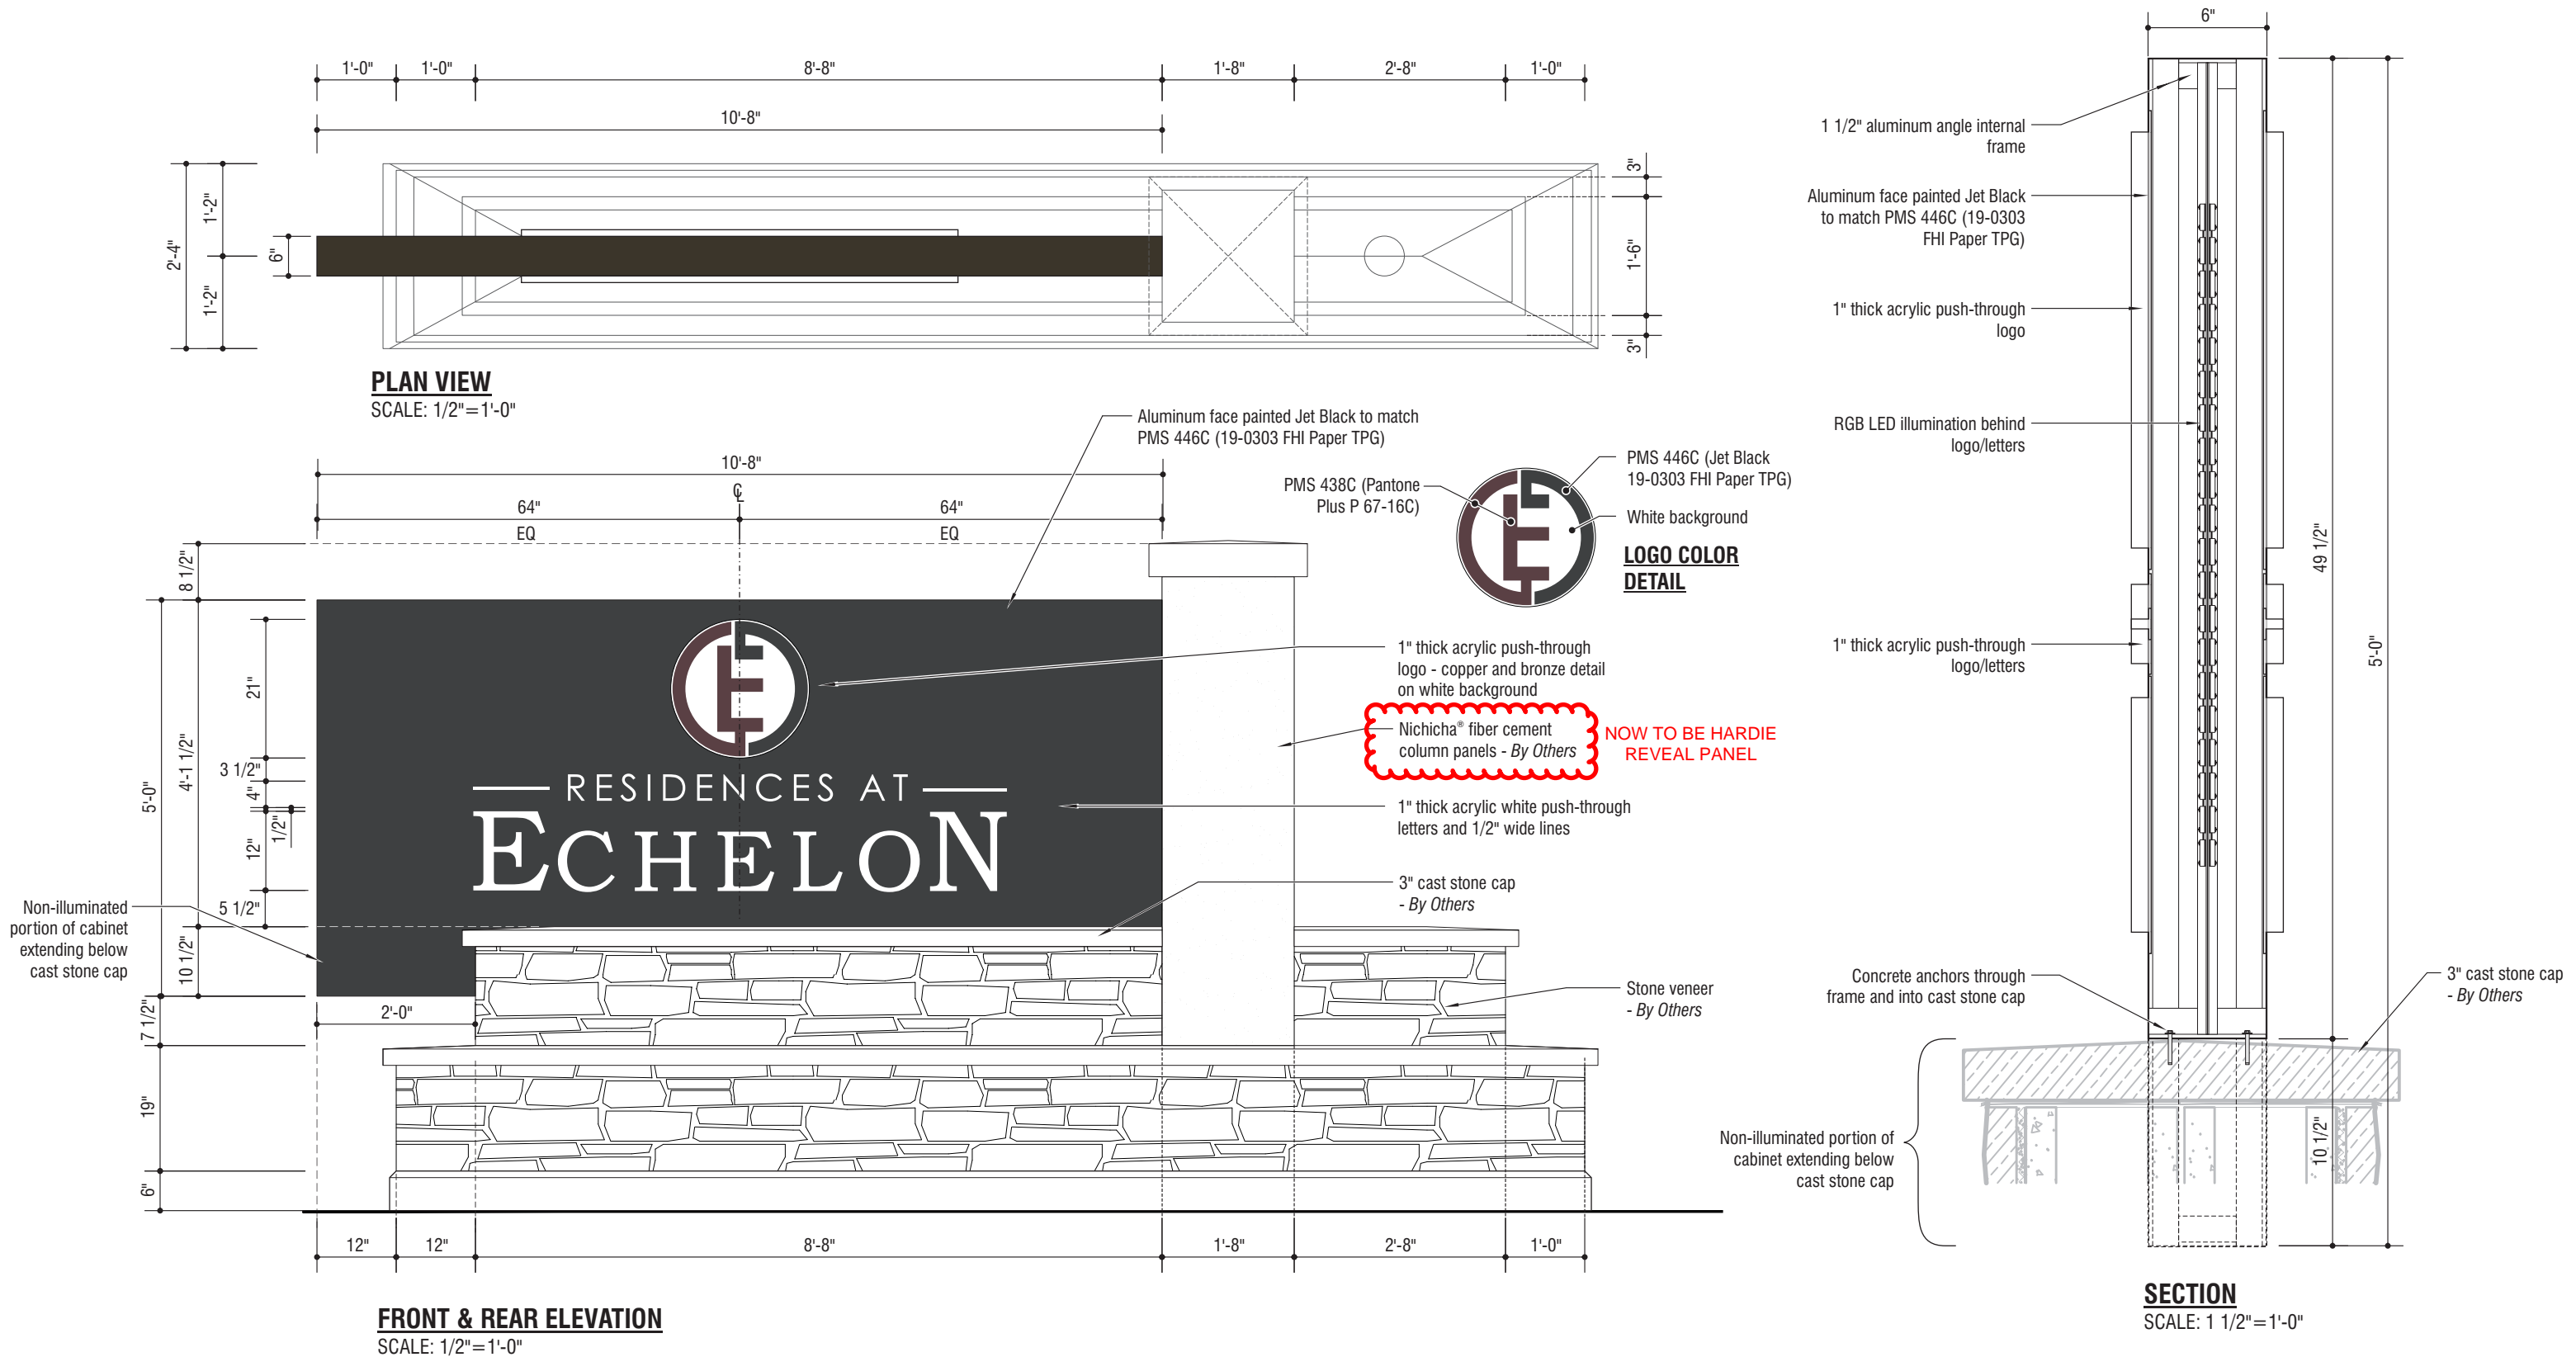 1'-0" 1'-0" 8'-8" 1'-8" 2'-8" 1'-0"
10'-8"
2'-4"
1'-2"
1'-2"
6"
3"
1'-6"
3"
PLAN VIEW
SCALE: 1/2"=1'-0"
Aluminum face painted Jet Black to match
PMS 446C (19-0303 FHI Paper TPG)
10'-8"
℄
64" 64"
EQ EQ
PMS 438C (Pantone
Plus P 67-16C)
PMS 446C (Jet Black
19-0303 FHI Paper TPG)
White background
LOGO COLOR
DETAIL
8 1/2"
5'-0"
4'-1 1/2"
21"
3 1/2"
4"
1/2"
12"
5 1/2"
10 1/2"
7 1/2"
19"
6"
RESIDENCES AT
ECHELON
1" thick acrylic push-through
logo - copper and bronze detail
on white background
Nichicha® fiber cement
column panels - By Others
NOW TO BE HARDIE
REVEAL PANEL
1" thick acrylic white push-through
letters and 1/2" wide lines
3" cast stone cap
- By Others
Non-illuminated
portion of cabinet
extending below
cast stone cap
2'-0"
Stone veneer
- By Others
12" 12" 8'-8" 1'-8" 2'-8" 1'-0"
FRONT & REAR ELEVATION
SCALE: 1/2"=1'-0"
6"
1 1/2" aluminum angle internal
frame
Aluminum face painted Jet Black
to match PMS 446C (19-0303
FHI Paper TPG)
1" thick acrylic push-through
logo
RGB LED illumination behind
logo/letters
1" thick acrylic push-through
logo/letters
49 1/2"
5'-0"
Concrete anchors through
frame and into cast stone cap
3" cast stone cap
- By Others
10 1/2"
Non-illuminated portion of
cabinet extending below
cast stone cap
SECTION
SCALE: 1 1/2"=1'-0"